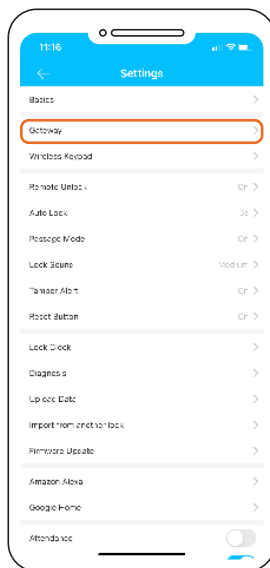 11:16
Settings
Basics
Gateway
Wireless Keypad
Remote Unlock On
Auto Lock 5s
Passage Mode On
Lock Sound Medium
Tamper Alert On
Reset Button On
Lock Clock
Diagnosis
Upload Data
Import from another lock
Firmware Update
Amazon Alexa
Google Home
Attendance